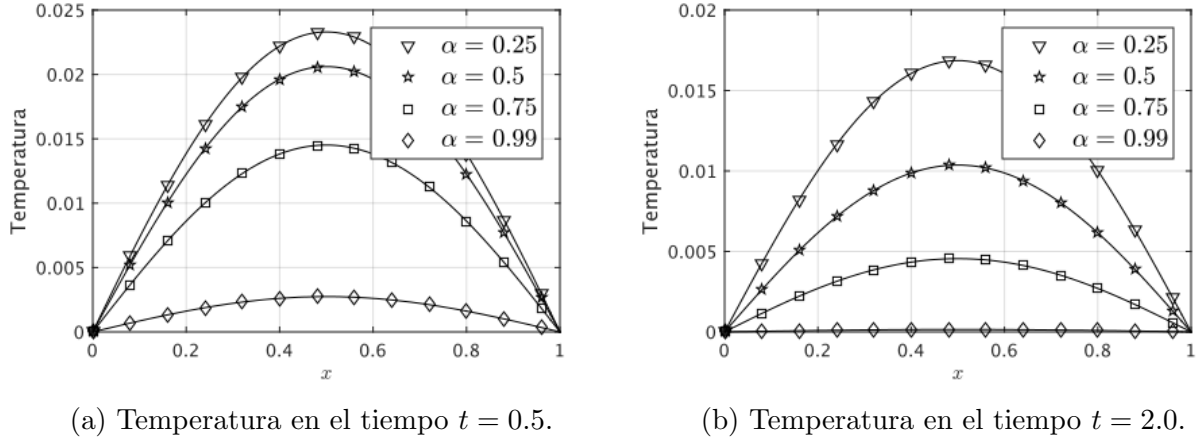 0.025
0.02
0.015
0.01
0.005
0
Temperatura
α = 0.25
α = 0.5
α = 0.75
α = 0.99
0 0.2 0.4 0.6 0.8 1
x
(a) Temperatura en el tiempo t = 0.5.
0.02
0.015
0.01
0.005
0
Temperatura
α = 0.25
α = 0.5
α = 0.75
α = 0.99
0 0.2 0.4 0.6 0.8 1
x
(b) Temperatura en el tiempo t = 2.0.